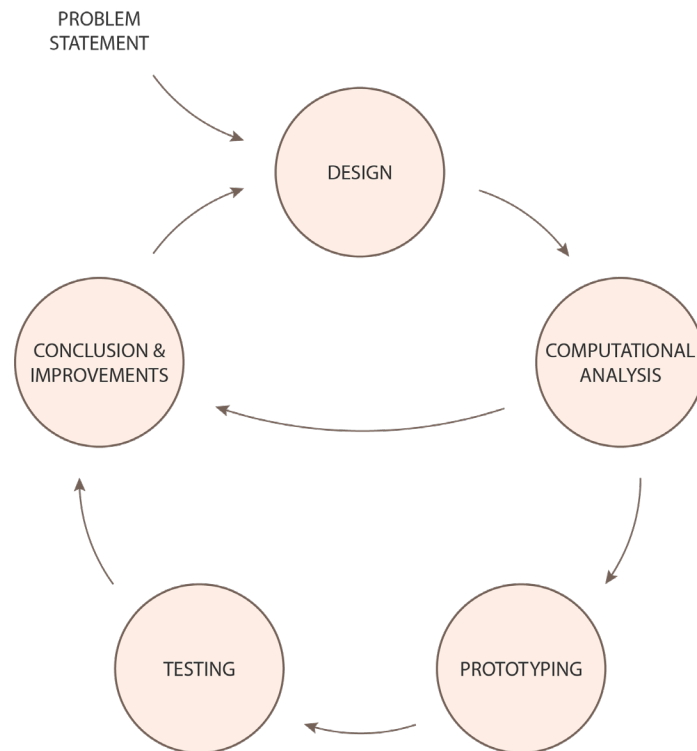 PROBLEM
STATEMENT
DESIGN
CONCLUSION &
IMPROVEMENTS
COMPUTATIONAL
ANALYSIS
TESTING
PROTOTYPING